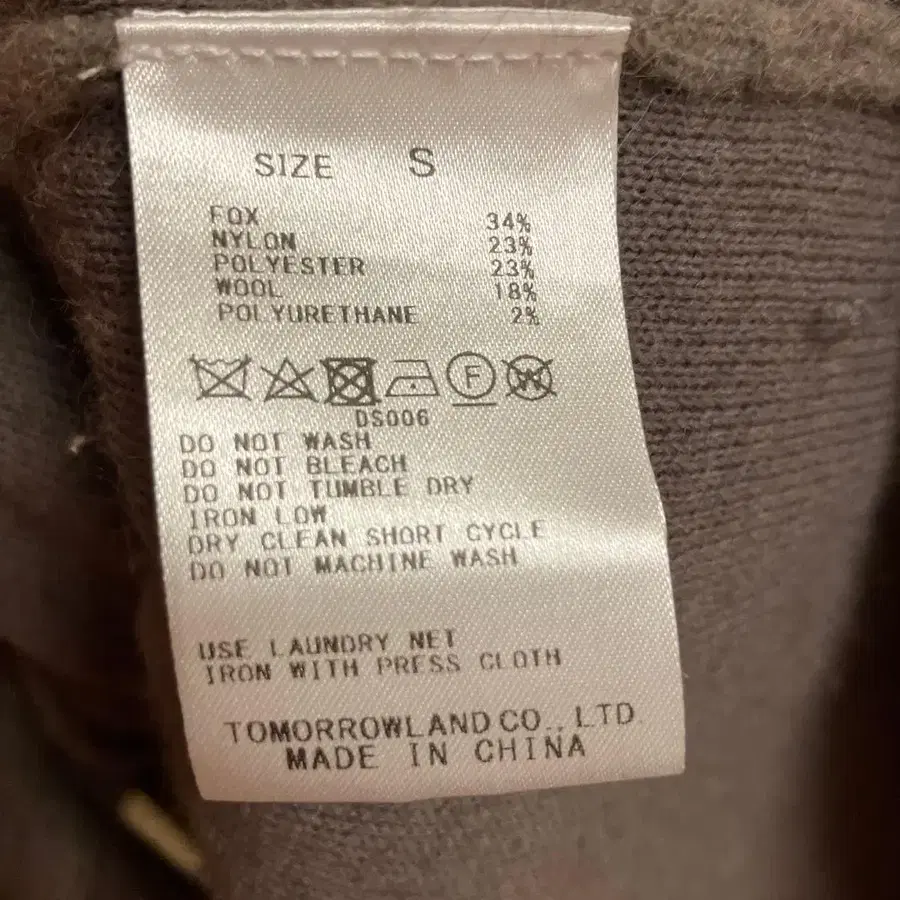 SIZE S
FOX 34%
NYLON 23%
POLYESTER 23%
WOOL 18%
POLYURETHANE 2%
F W
DS006
DO NOT WASH
DO NOT BLEACH
DO NOT TUMBLE DRY
IRON LOW
DRY CLEAN SHORT CYCLE
DO NOT MACHINE WASH
USE LAUNDRY NET
IRON WITH PRESS CLOTH
TOMORROWLAND CO., LTD.
MADE IN CHINA